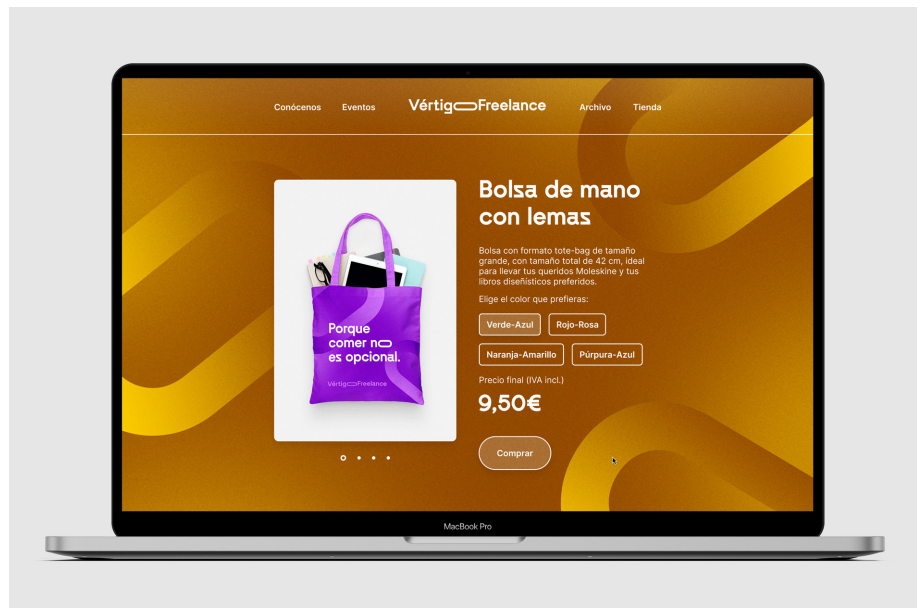 Conócenos
Eventos
VértigoFreelance
Archivo
Tienda
Porque
comer no
es opcional.
VértigoFreelance
Bolsa de mano
con lemas
Bolsa con formato tote-bag de tamaño
grande, con tamaño total de 42 cm, ideal
para llevar tus queridos Moleskine y tus
libros diseñísticos preferidos.
Elige el color que prefieras:
Verde-Azul
Rojo-Rosa
Naranja-Amarillo
Púrpura-Azul
Precio final (IVA incl.)
9,50€
Comprar
MacBook Pro